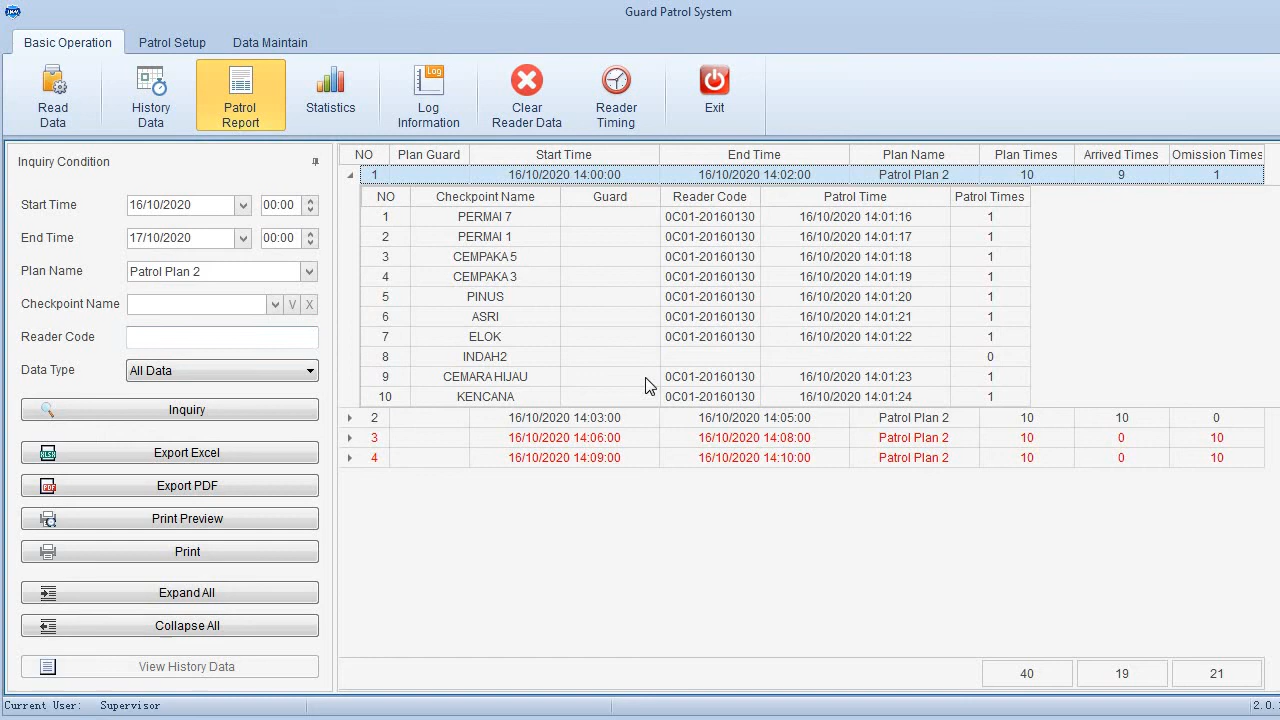 Guard Patrol System
Basic Operation Patrol Setup Data Maintain
Read Data
History Data
Patrol Report
Statistics
Log
Log Information
Clear Reader Data
Reader Timing
Exit
Inquiry Condition
Start Time 16/10/2020 00:00
End Time 17/10/2020 00:00
Plan Name Patrol Plan 2
Checkpoint Name V X
Reader Code
Data Type All Data
Inquiry
XLSX Export Excel
PDF Export PDF
Print Preview
Print
Expand All
Collapse All
View History Data
NO Plan Guard Start Time End Time Plan Name Plan Times Arrived Times Omission Times
1 16/10/2020 14:00:00 16/10/2020 14:02:00 Patrol Plan 2 10 9 1
NO Checkpoint Name Guard Reader Code Patrol Time Patrol Times
1 PERMAI 7 0C01-20160130 16/10/2020 14:01:16 1
2 PERMAI 1 0C01-20160130 16/10/2020 14:01:17 1
3 CEMPAKA 5 0C01-20160130 16/10/2020 14:01:18 1
4 CEMPAKA 3 0C01-20160130 16/10/2020 14:01:19 1
5 PINUS 0C01-20160130 16/10/2020 14:01:20 1
6 ASRI 0C01-20160130 16/10/2020 14:01:21 1
7 ELOK 0C01-20160130 16/10/2020 14:01:22 1
8 INDAH2 0
9 CEMARA HIJAU 0C01-20160130 16/10/2020 14:01:23 1
10 KENCANA 0C01-20160130 16/10/2020 14:01:24 1
2 16/10/2020 14:03:00 16/10/2020 14:05:00 Patrol Plan 2 10 10 0
3 16/10/2020 14:06:00 16/10/2020 14:08:00 Patrol Plan 2 10 0 10
4 16/10/2020 14:09:00 16/10/2020 14:10:00 Patrol Plan 2 10 0 10
40 19 21
Current User: Supervisor 2.0.